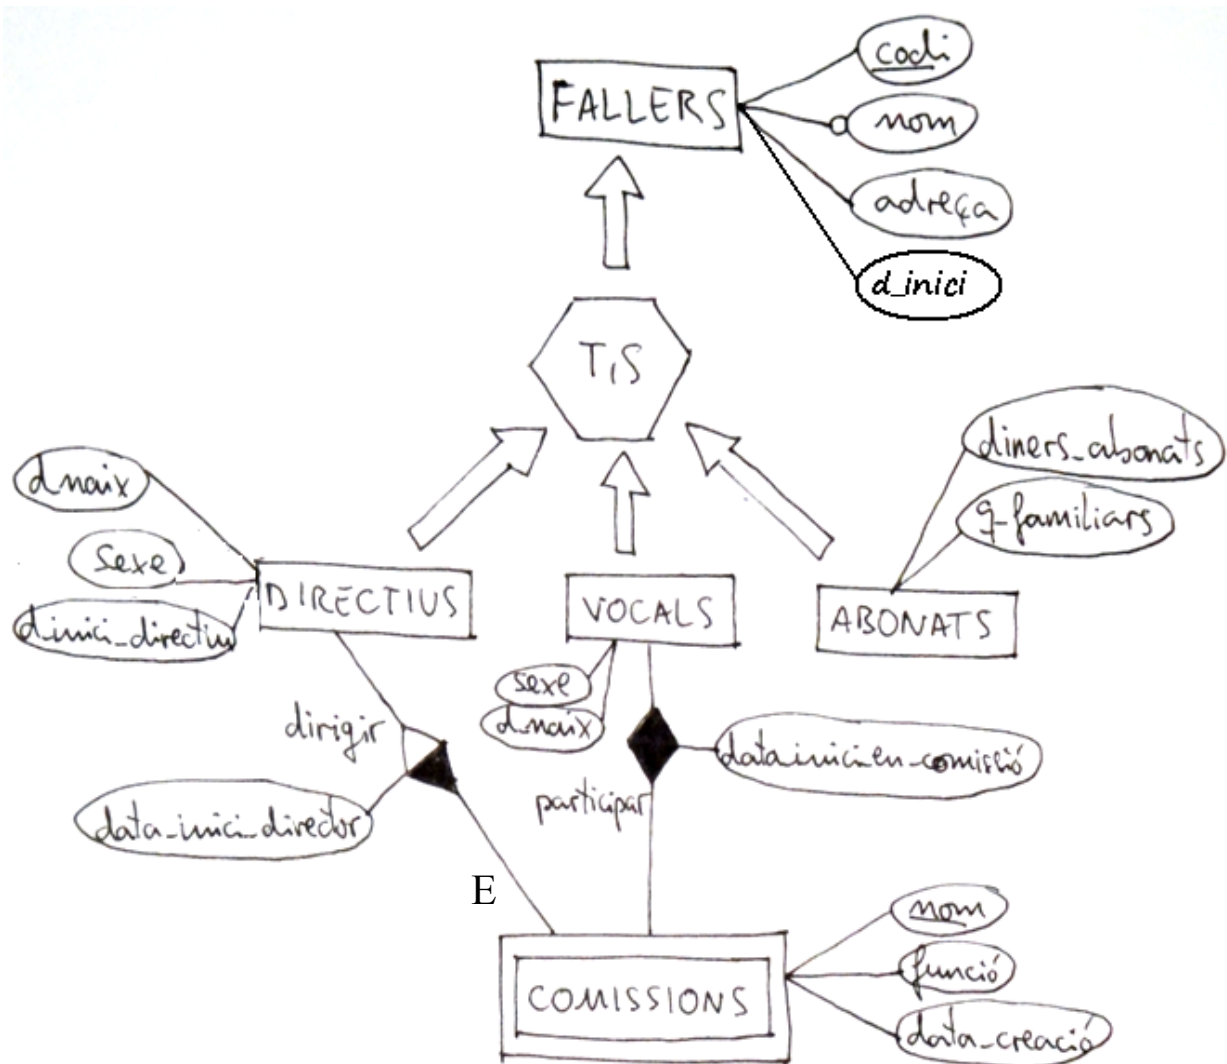 FALLERS
codi
nom
adreça
d_inici
T,S
diners_abonats
g_familiars
d_naix
sexe
d_inici_directiu
DIRECTIUS
VOCALS
ABONATS
sexe
d_naix
dirigir
data_inici_en_comissió
participar
data_inici_director
E
nom
funció
COMISSIONS
data_creació